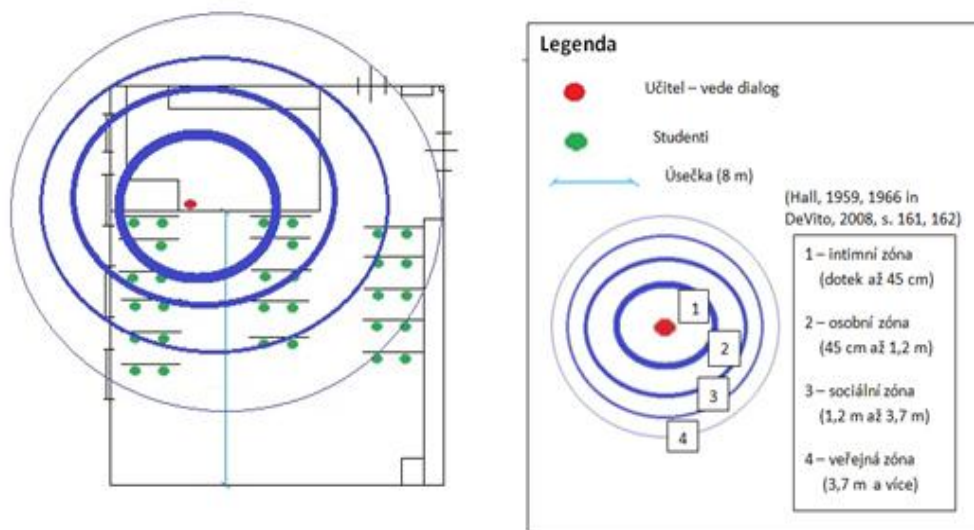 Legenda
Učitel – vede dialog
Studenti
Úsečka (8 m)
(Hall, 1959, 1966 in
DeVito, 2008, s. 161, 162)
1
2
3
4
1 – intimní zóna
(dotek až 45 cm)
2 – osobní zóna
(45 cm až 1,2 m)
3 – sociální zóna
(1,2 m až 3,7 m)
4 – veřejná zóna
(3,7 m a více)